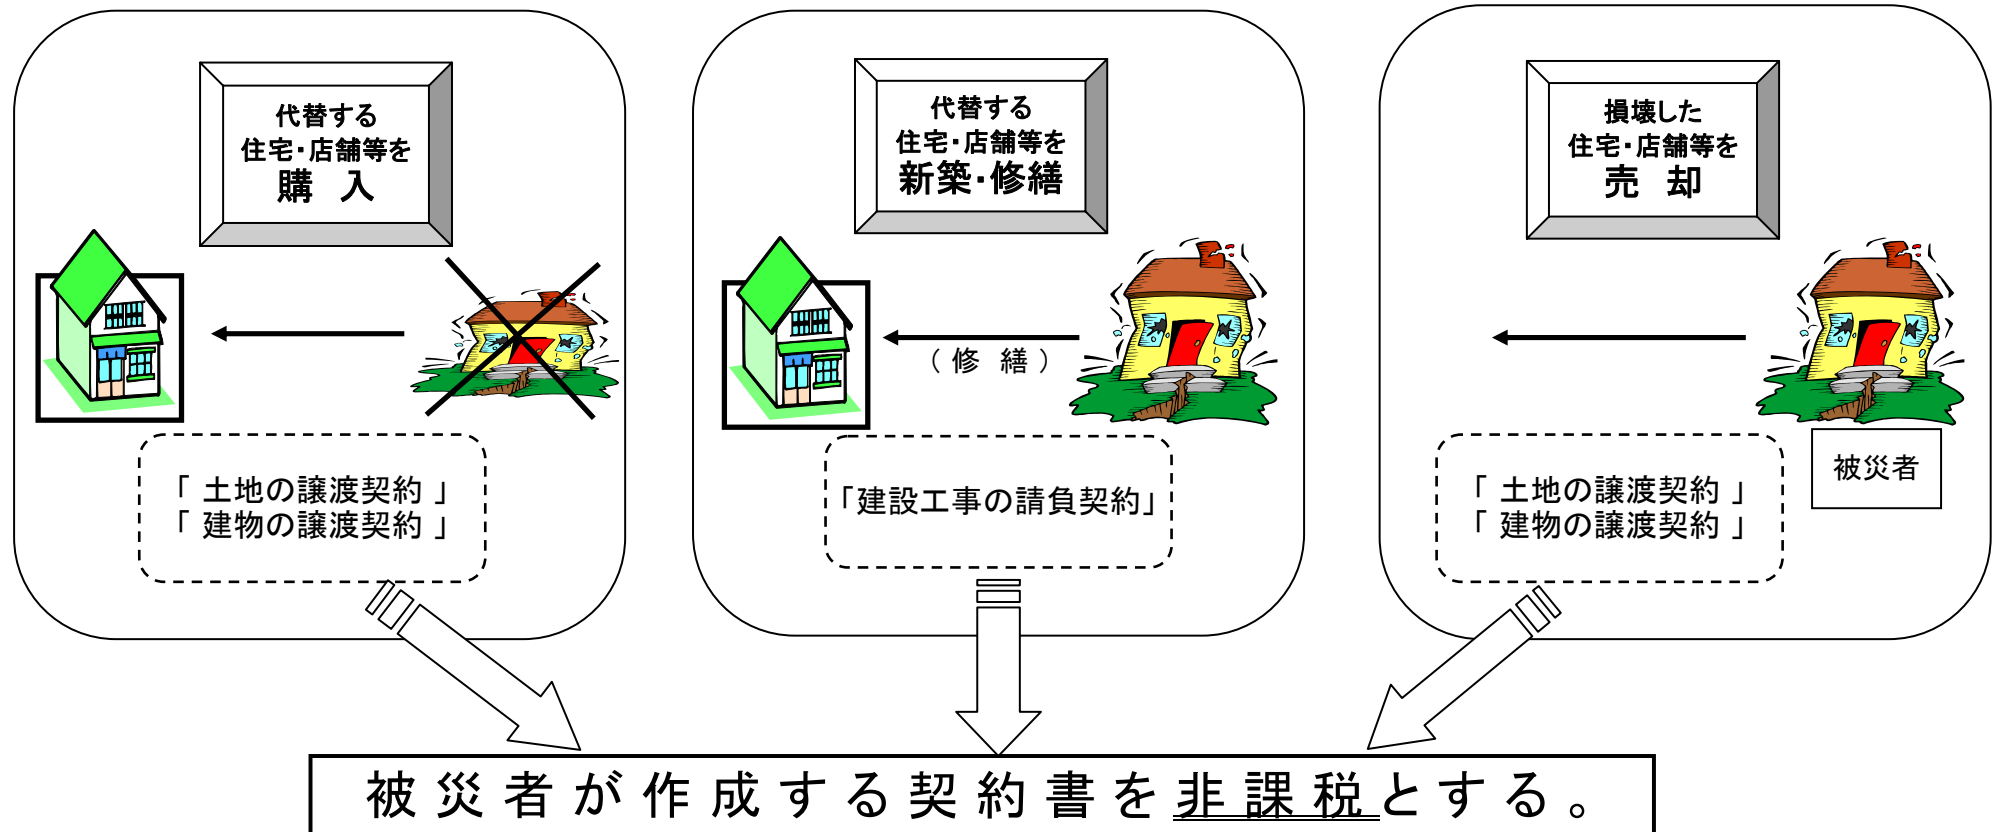 代替する
住宅・店舗等を
購　入
「 土地の譲渡契約 」
「 建物の譲渡契約 」
代替する
住宅・店舗等を
新築・修繕
（ 修　繕 ）
「建設工事の請負契約」
損壊した
住宅・店舗等を
売　却
被災者
「 土地の譲渡契約 」
「 建物の譲渡契約 」
被災者が作成する契約書を非課税とする。